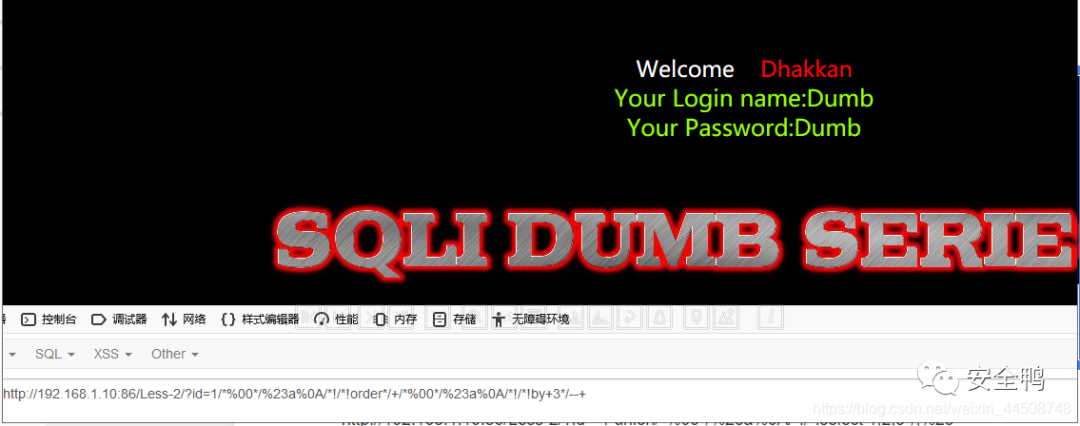 Welcome Dhakkan
Your Login name:Dumb
Your Password:Dumb
SQLI DUMB SERIE
控制台 调试器 网络 {} 样式编辑器 性能 内存 存储 无障碍环境
SQL XSS Other
http://192.168.1.10:86/Less-2/?id=1/*%00*/%23a%0A/*!/*!order*/+/*%00*/%23a%0A/*!/*!by+3*/--+
安全鸭
https://blog.csdn.net/weixin_44508748